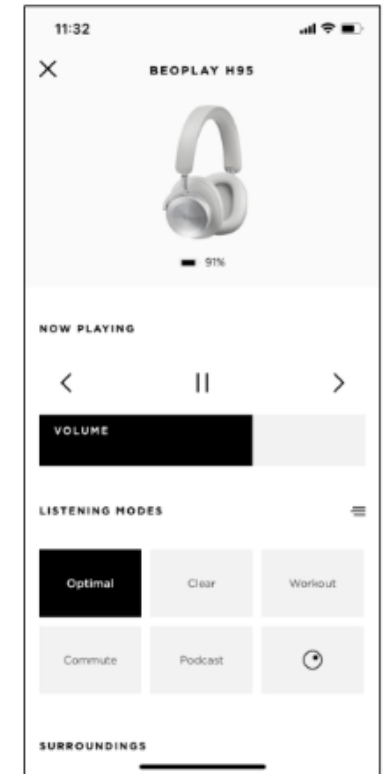 11:32
BEOPLAY H95
91%
NOW PLAYING
VOLUME
LISTENING MODES
Optimal Clear Workout
Commute Podcast
SURROUNDINGS